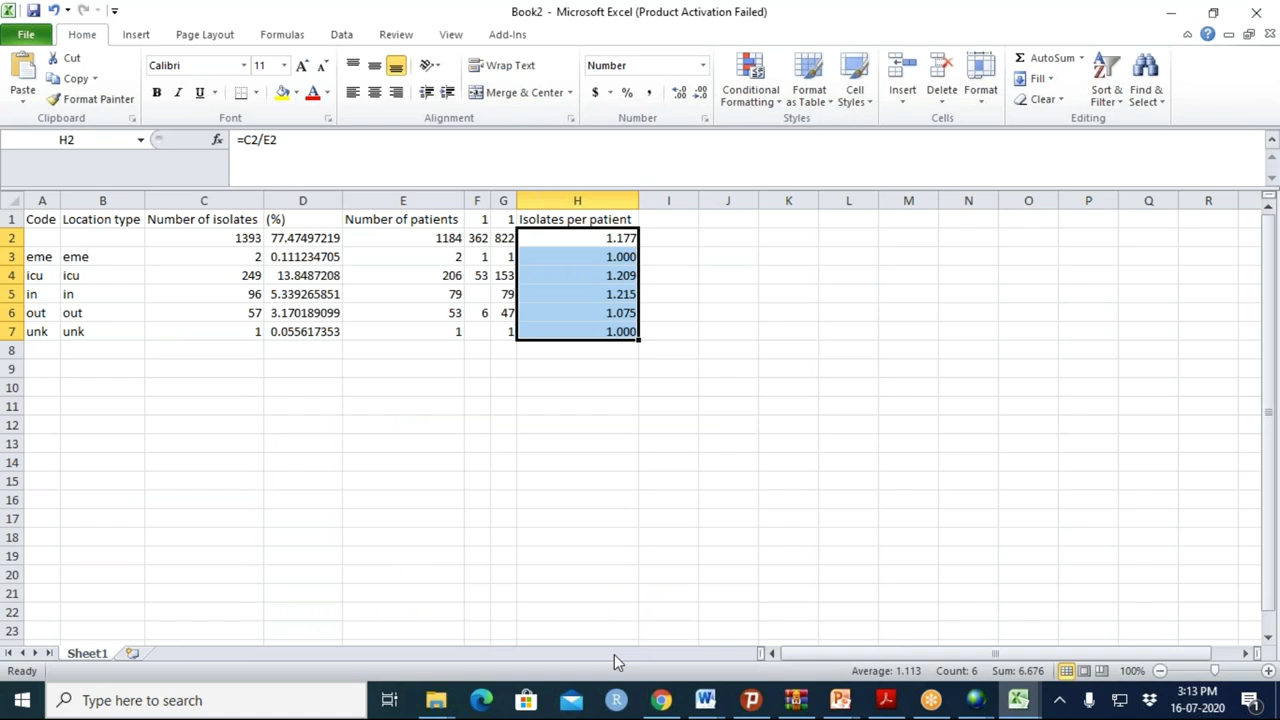 Book2 - Microsoft Excel (Product Activation Failed)
File Home Insert Page Layout Formulas Data Review View Add-Ins
Paste
Cut
Copy
Format Painter
Clipboard
Calibri 11
B I U
Font
Wrap Text
Merge & Center
Alignment
Number
$ % ,
Number
Conditional Formatting
Format as Table
Cell Styles
Styles
Insert
Delete
Format
Cells
AutoSum
Fill
Clear
Sort & Filter
Find & Select
Editing
H2 fx =C2/E2
A B C D E F G H I J K L M N O P Q R
1 Code Location type Number of isolates (%) Number of patients 1 1 Isolates per patient
2 1393 77.47497219 1184 362 822 1.177
3 eme eme 2 0.111234705 2 1 1 1.000
4 icu icu 249 13.8487208 206 53 153 1.209
5 in in 96 5.339265851 79 79 1.215
6 out out 57 3.170189099 53 6 47 1.075
7 unk unk 1 0.055617353 1 1 1.000
8
9
10
11
12
13
14
15
16
17
18
19
20
21
22
23
Sheet1
Ready Average: 1.113 Count: 6 Sum: 6.676 100%
Type here to search
3:13 PM
16-07-2020